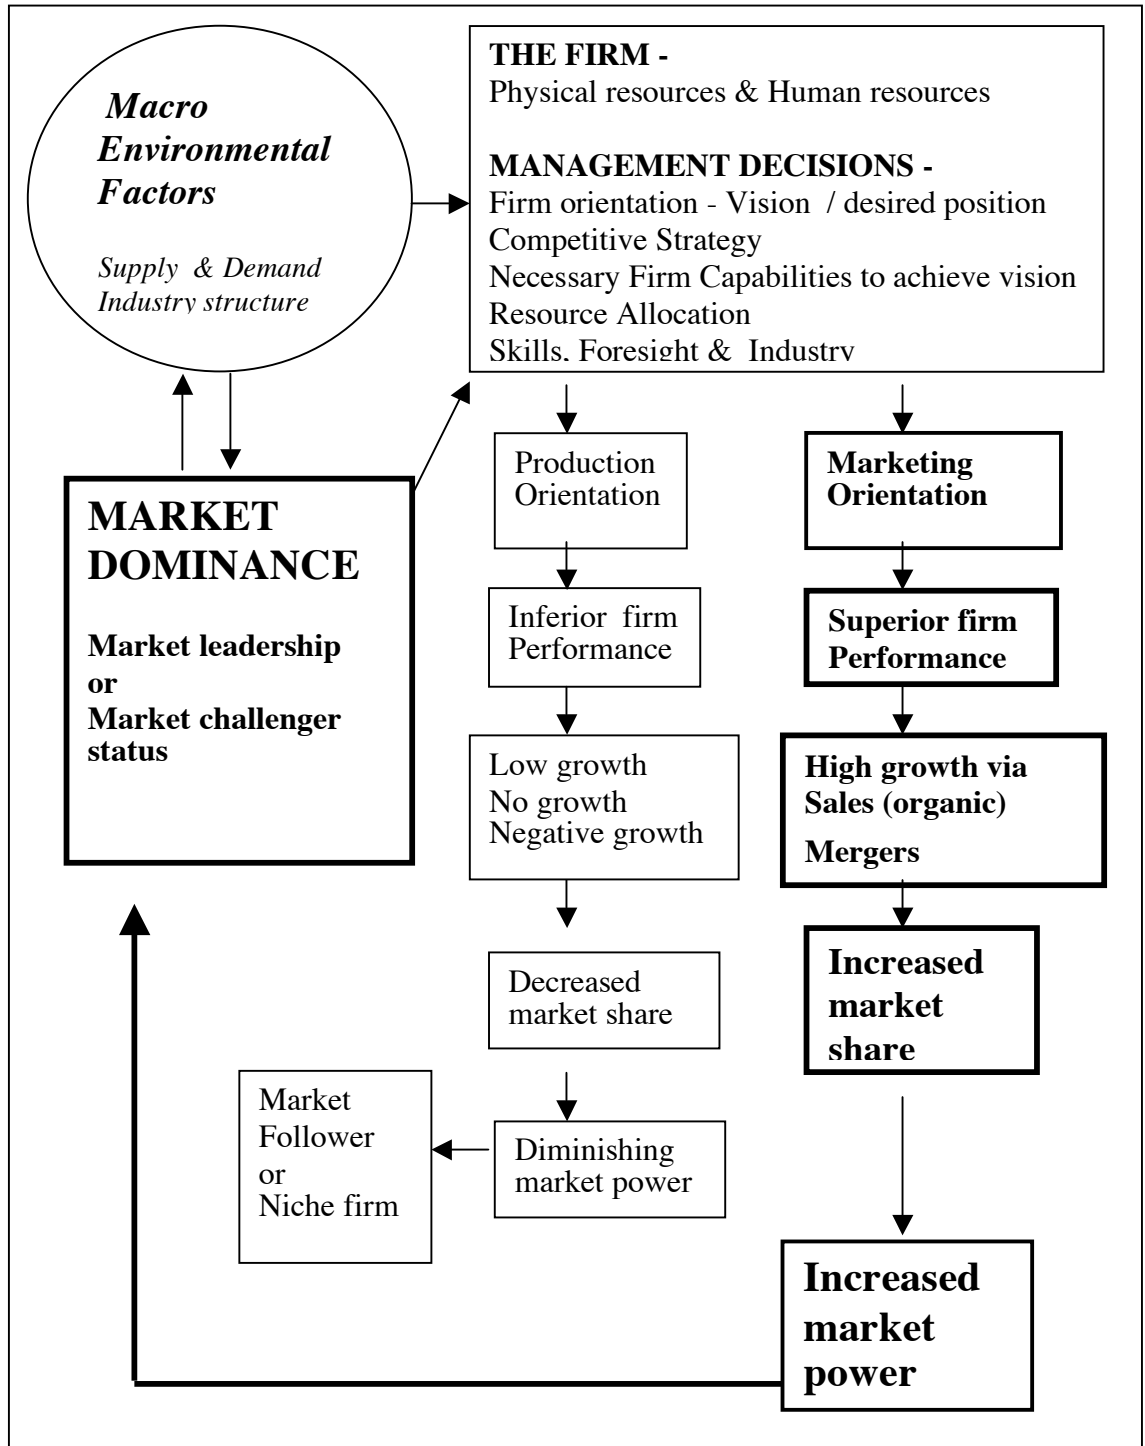 Macro
Environmental
Factors
Supply & Demand
Industry structure
THE FIRM -
Physical resources & Human resources
MANAGEMENT DECISIONS -
Firm orientation - Vision / desired position
Competitive Strategy
Necessary Firm Capabilities to achieve vision
Resource Allocation
Skills, Foresight & Industry
MARKET
DOMINANCE
Market leadership
or
Market challenger
status
Production
Orientation
Inferior firm
Performance
Low growth
No growth
Negative growth
Decreased
market share
Diminishing
market power
Market
Follower
or
Niche firm
Marketing
Orientation
Superior firm
Performance
High growth via
Sales (organic)
Mergers
Increased
market
share
Increased
market
power